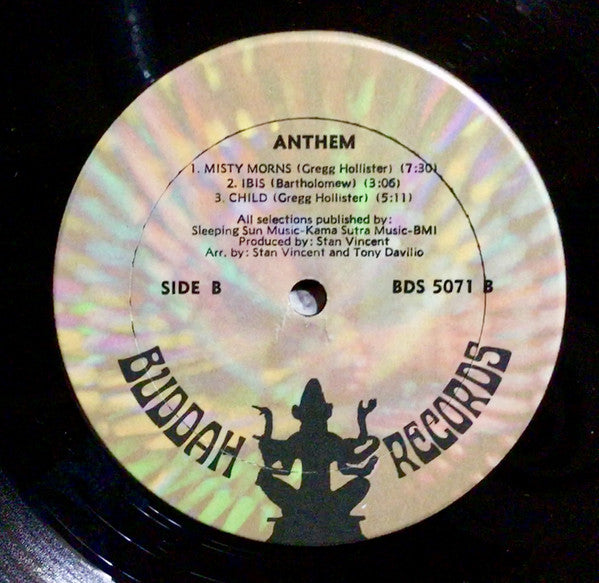 ANTHEM
1. MISTY MORNS (Gregg Hollister) (7:30)
2. IBIS (Bartholomew) (3:06)
3. CHILD (Gregg Hollister) (5:11)
All selections published by:
Sleeping Sun Music-Kama Sutra Music-BMI
Produced by: Stan Vincent
Arr. by: Stan Vincent and Tony Davilio
SIDE B BDS 5071 B
BUDDAH RECORDS